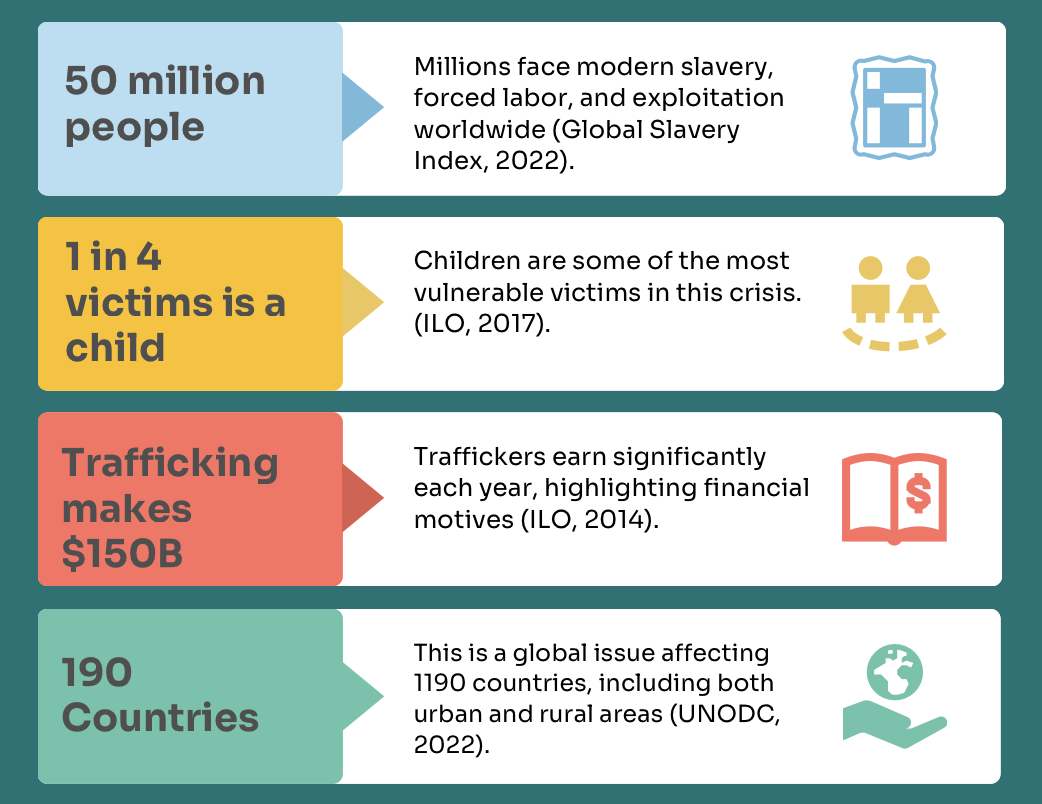 50 million
people
Millions face modern slavery,
forced labor, and exploitation
worldwide (Global Slavery
Index, 2022).
1 in 4
victims is a
child
Children are some of the most
vulnerable victims in this crisis.
(ILO, 2017).
Trafficking
makes
$150B
Traffickers earn significantly
each year, highlighting financial
motives (ILO, 2014).
$
190
Countries
This is a global issue affecting
1190 countries, including both
urban and rural areas (UNODC,
2022).